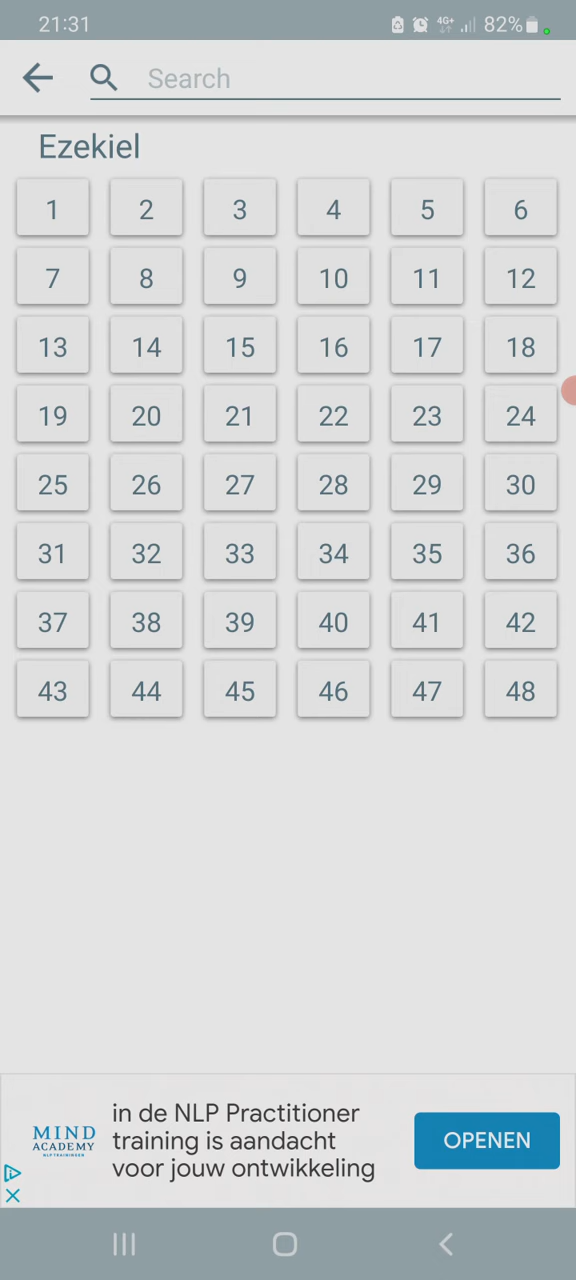 21:31 4G+ 82%
Search
Ezekiel
1 2 3 4 5 6
7 8 9 10 11 12
13 14 15 16 17 18
19 20 21 22 23 24
25 26 27 28 29 30
31 32 33 34 35 36
37 38 39 40 41 42
43 44 45 46 47 48
MIND
ACADEMY
NLP TRAININGEN
in de NLP Practitioner
training is aandacht
voor jouw ontwikkeling
OPENEN